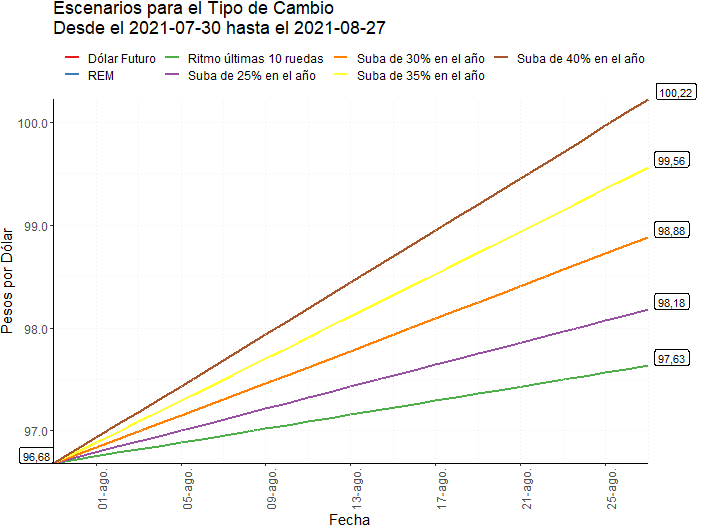 Escenarios para el Tipo de Cambio
Desde el 2021-07-30 hasta el 2021-08-27
Dólar Futuro
REM
Ritmo últimas 10 ruedas
Suba de 25% en el año
Suba de 30% en el año
Suba de 35% en el año
Suba de 40% en el año
Pesos por Dólar
100.0
99.0
98.0
97.0
96,68
100,22
99,56
98,88
98,18
97,63
01-ago.
05-ago.
09-ago.
13-ago.
17-ago.
21-ago.
25-ago.
Fecha